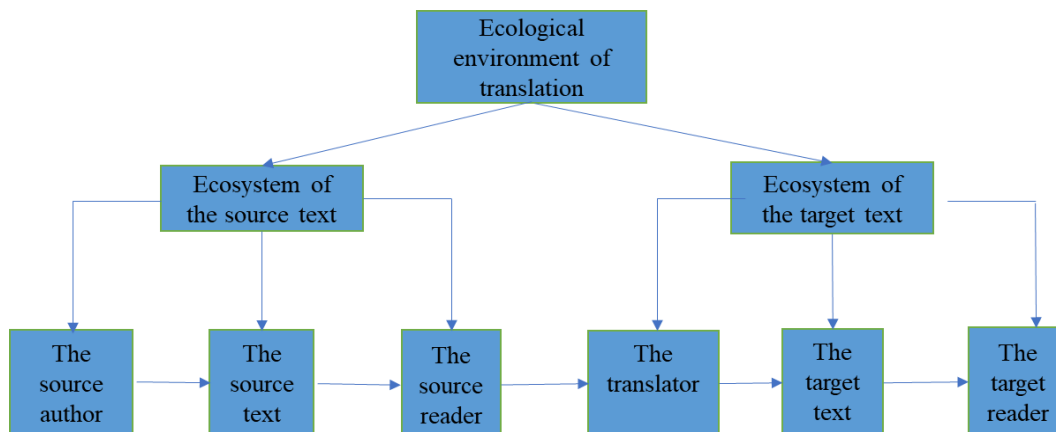 Ecological
environment of
translation
Ecosystem of
the source text
Ecosystem of
the target text
The
source
author
The
source
text
The
source
reader
The
translator
The
target
text
The
target
reader